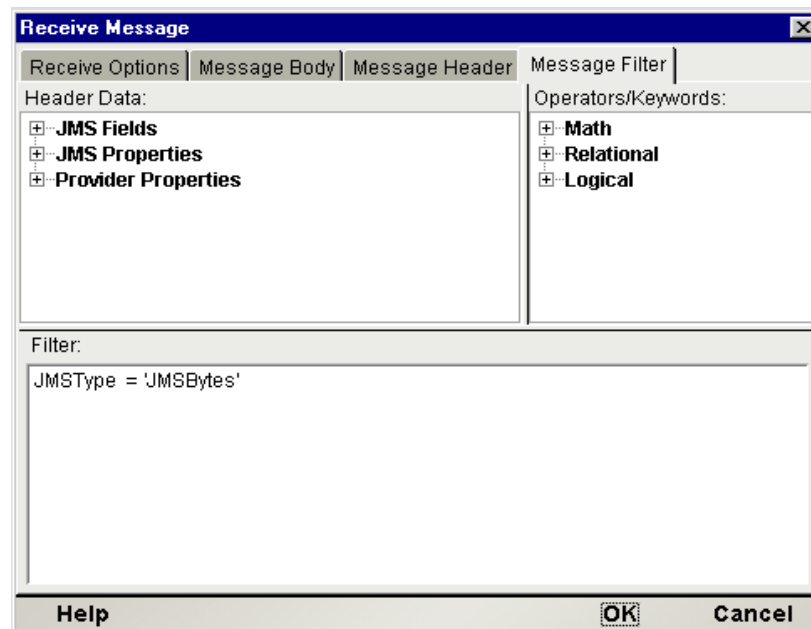 Receive Message
Receive Options Message Body Message Header Message Filter
Header Data: Operators/Keywords:
JMS Fields Math
JMS Properties Relational
Provider Properties Logical
Filter:
JMSType = 'JMSBytes'
Help OK Cancel